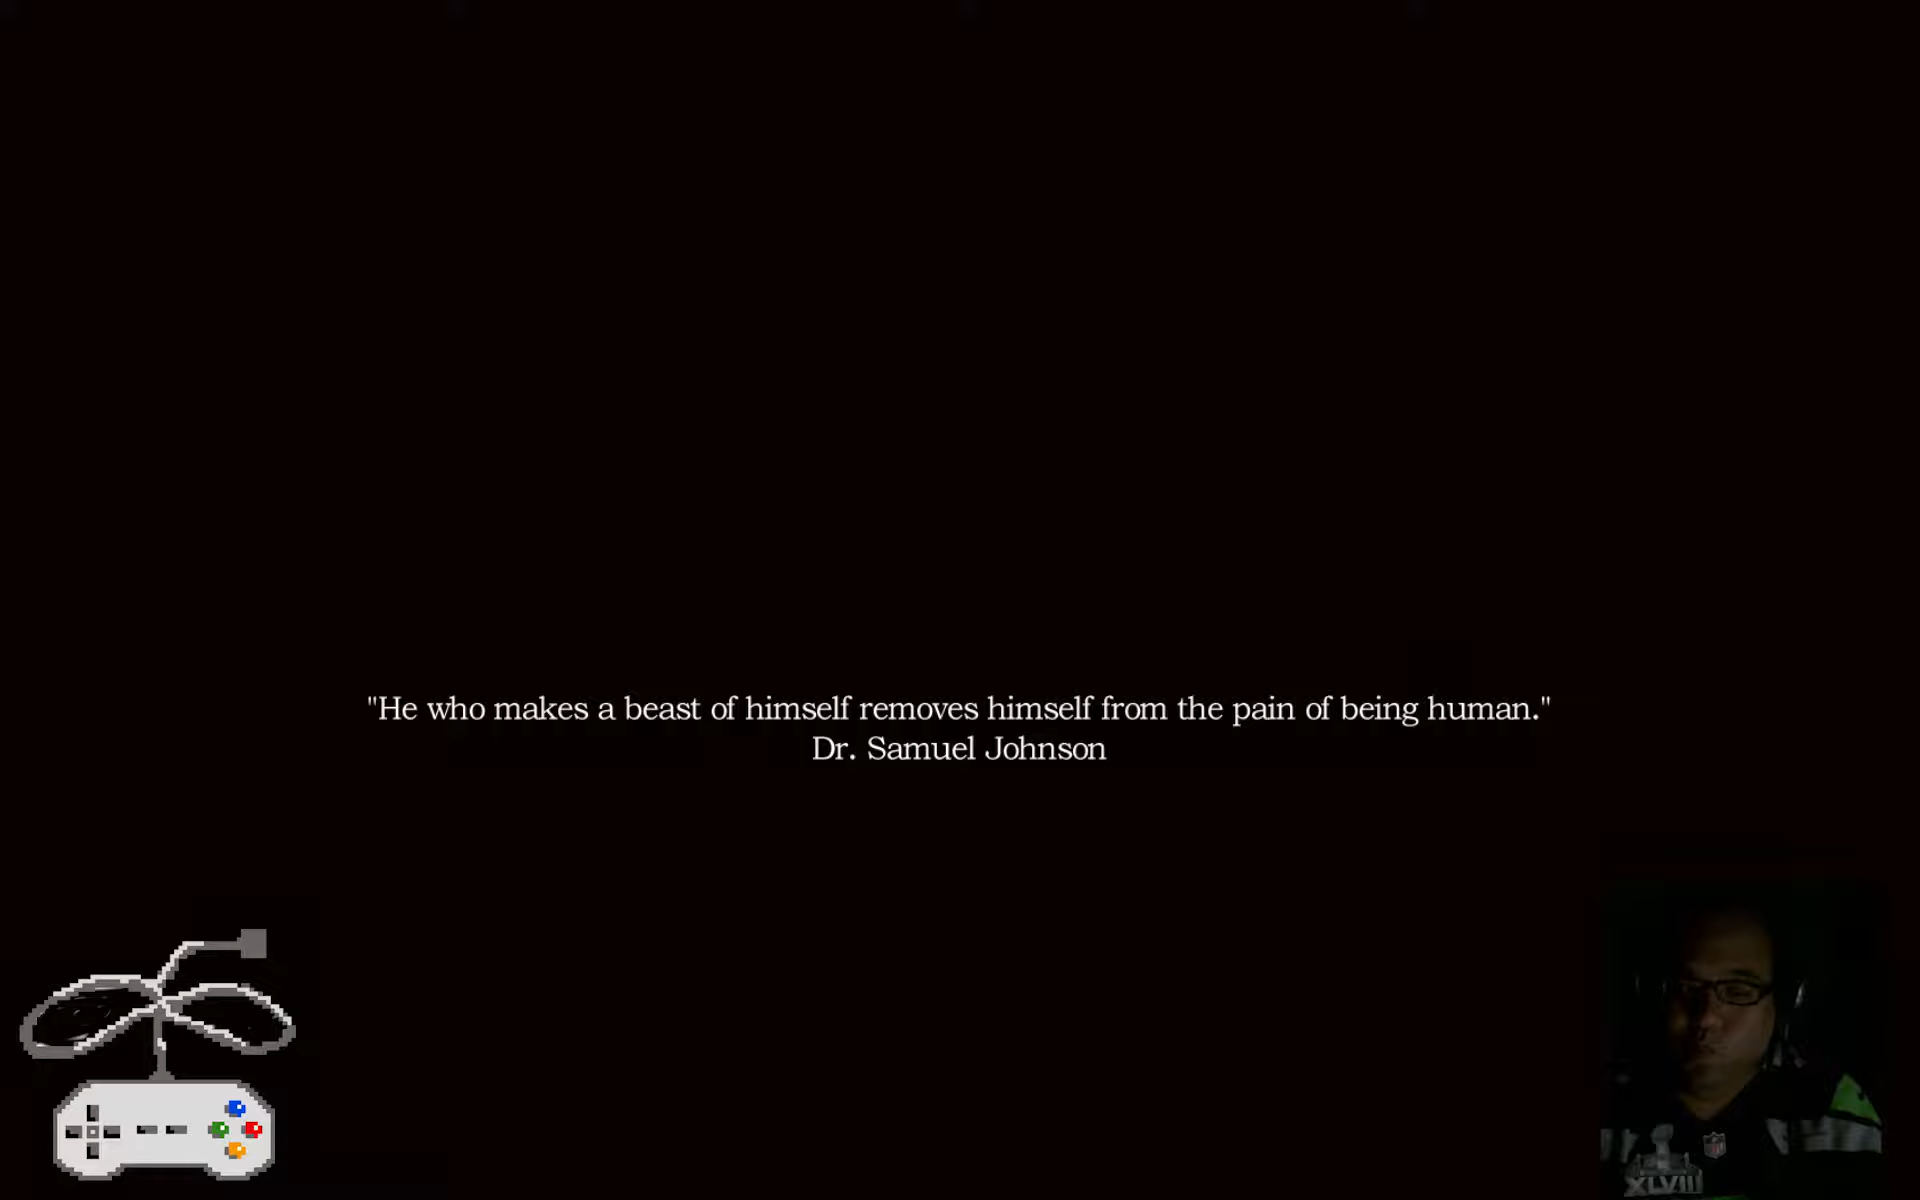 "He who makes a beast of himself removes himself from the pain of being human."
Dr. Samuel Johnson
XLVIII